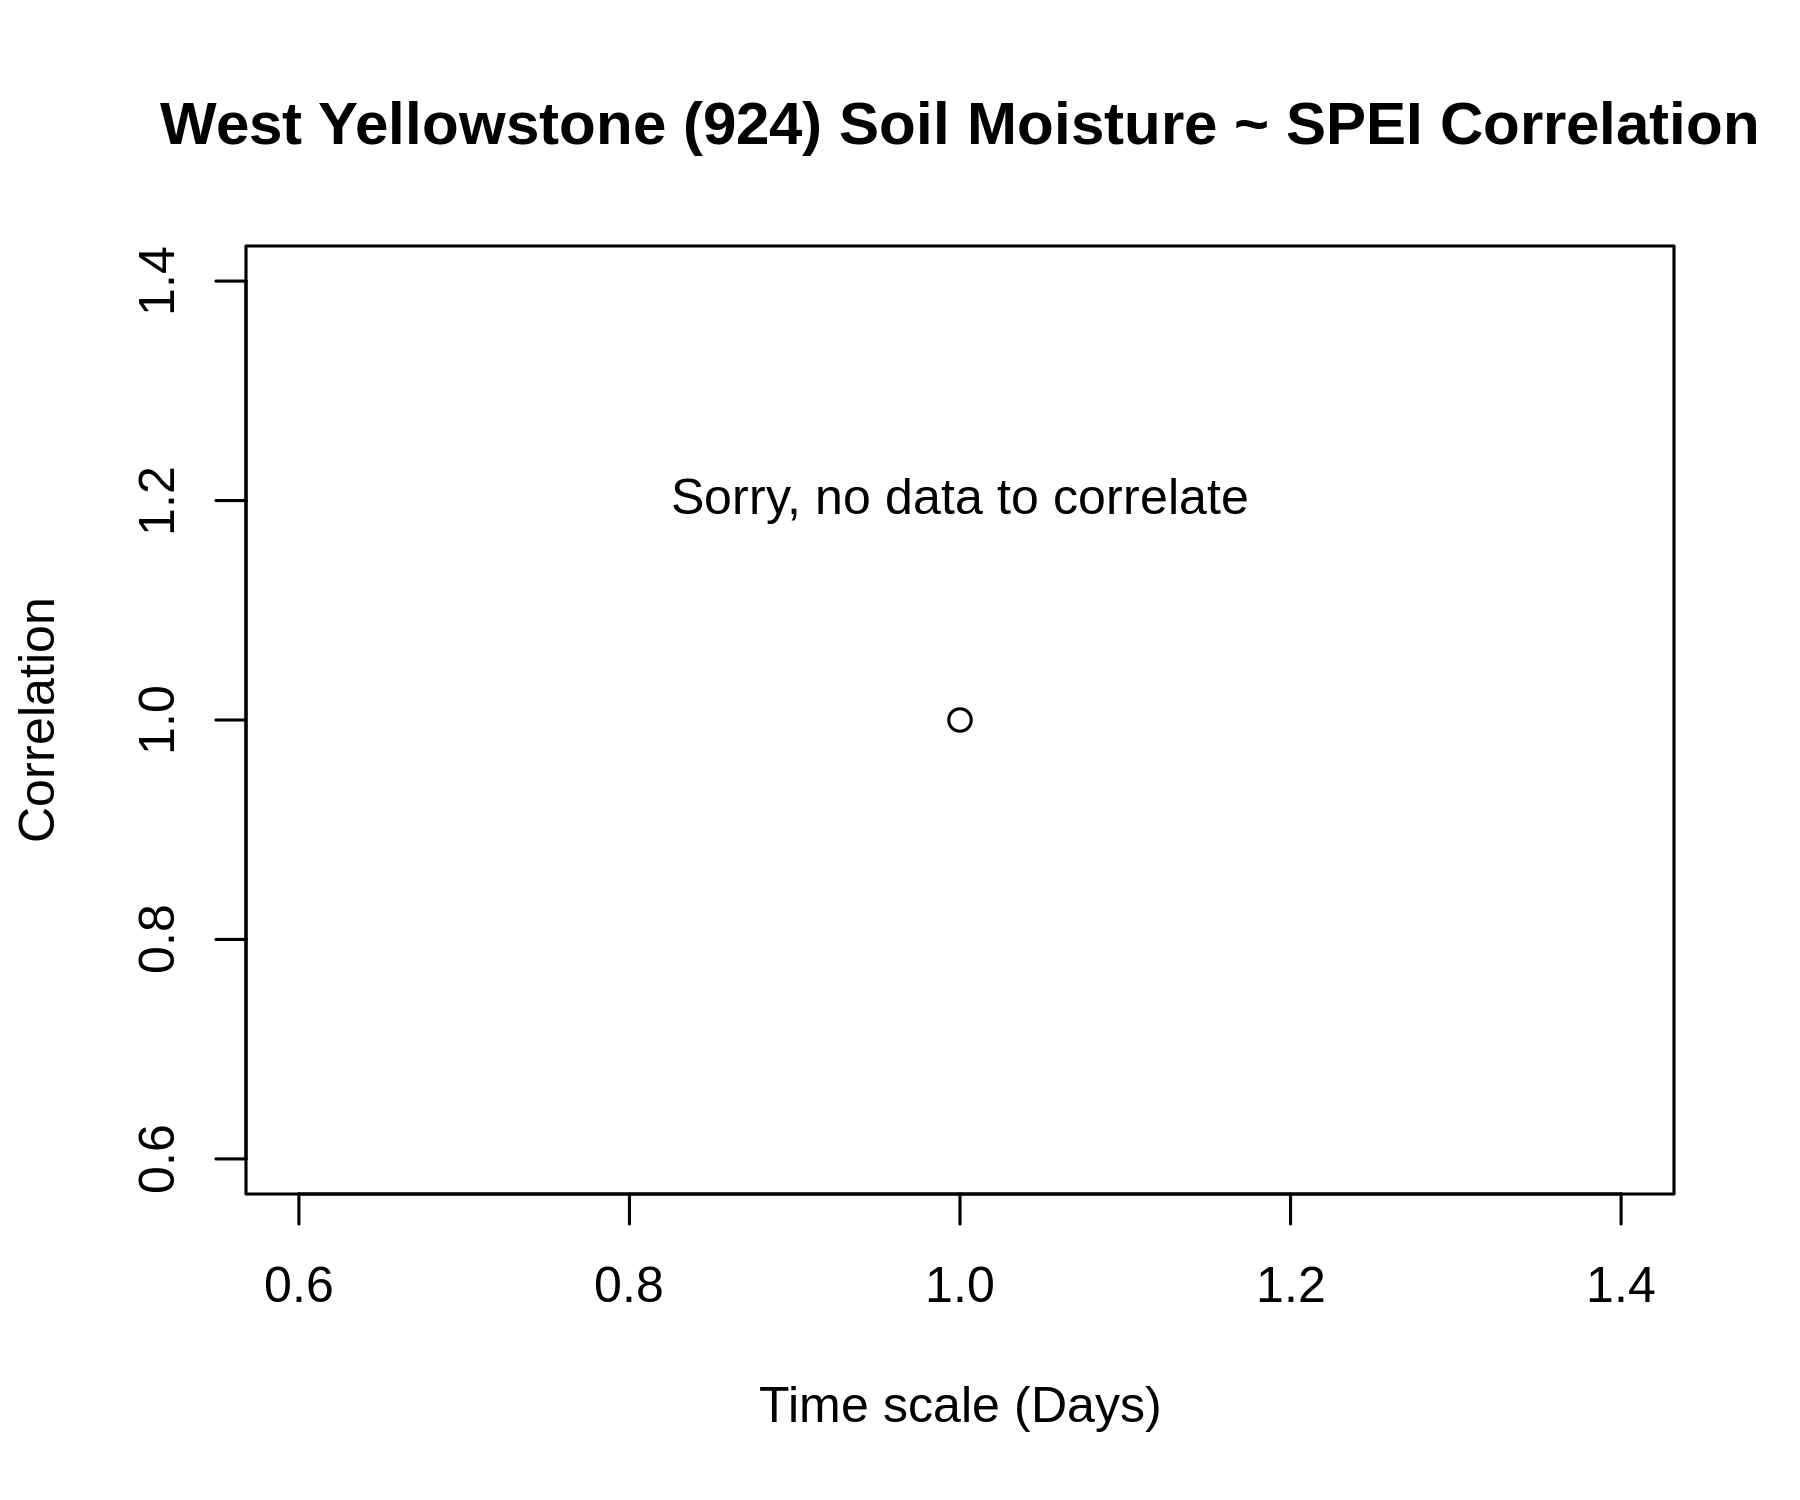 West Yellowstone (924) Soil Moisture ~ SPEI Correlation
1.4
1.2
1.0
0.8
0.6
Correlation
Sorry, no data to correlate
0.6 0.8 1.0 1.2 1.4
Time scale (Days)